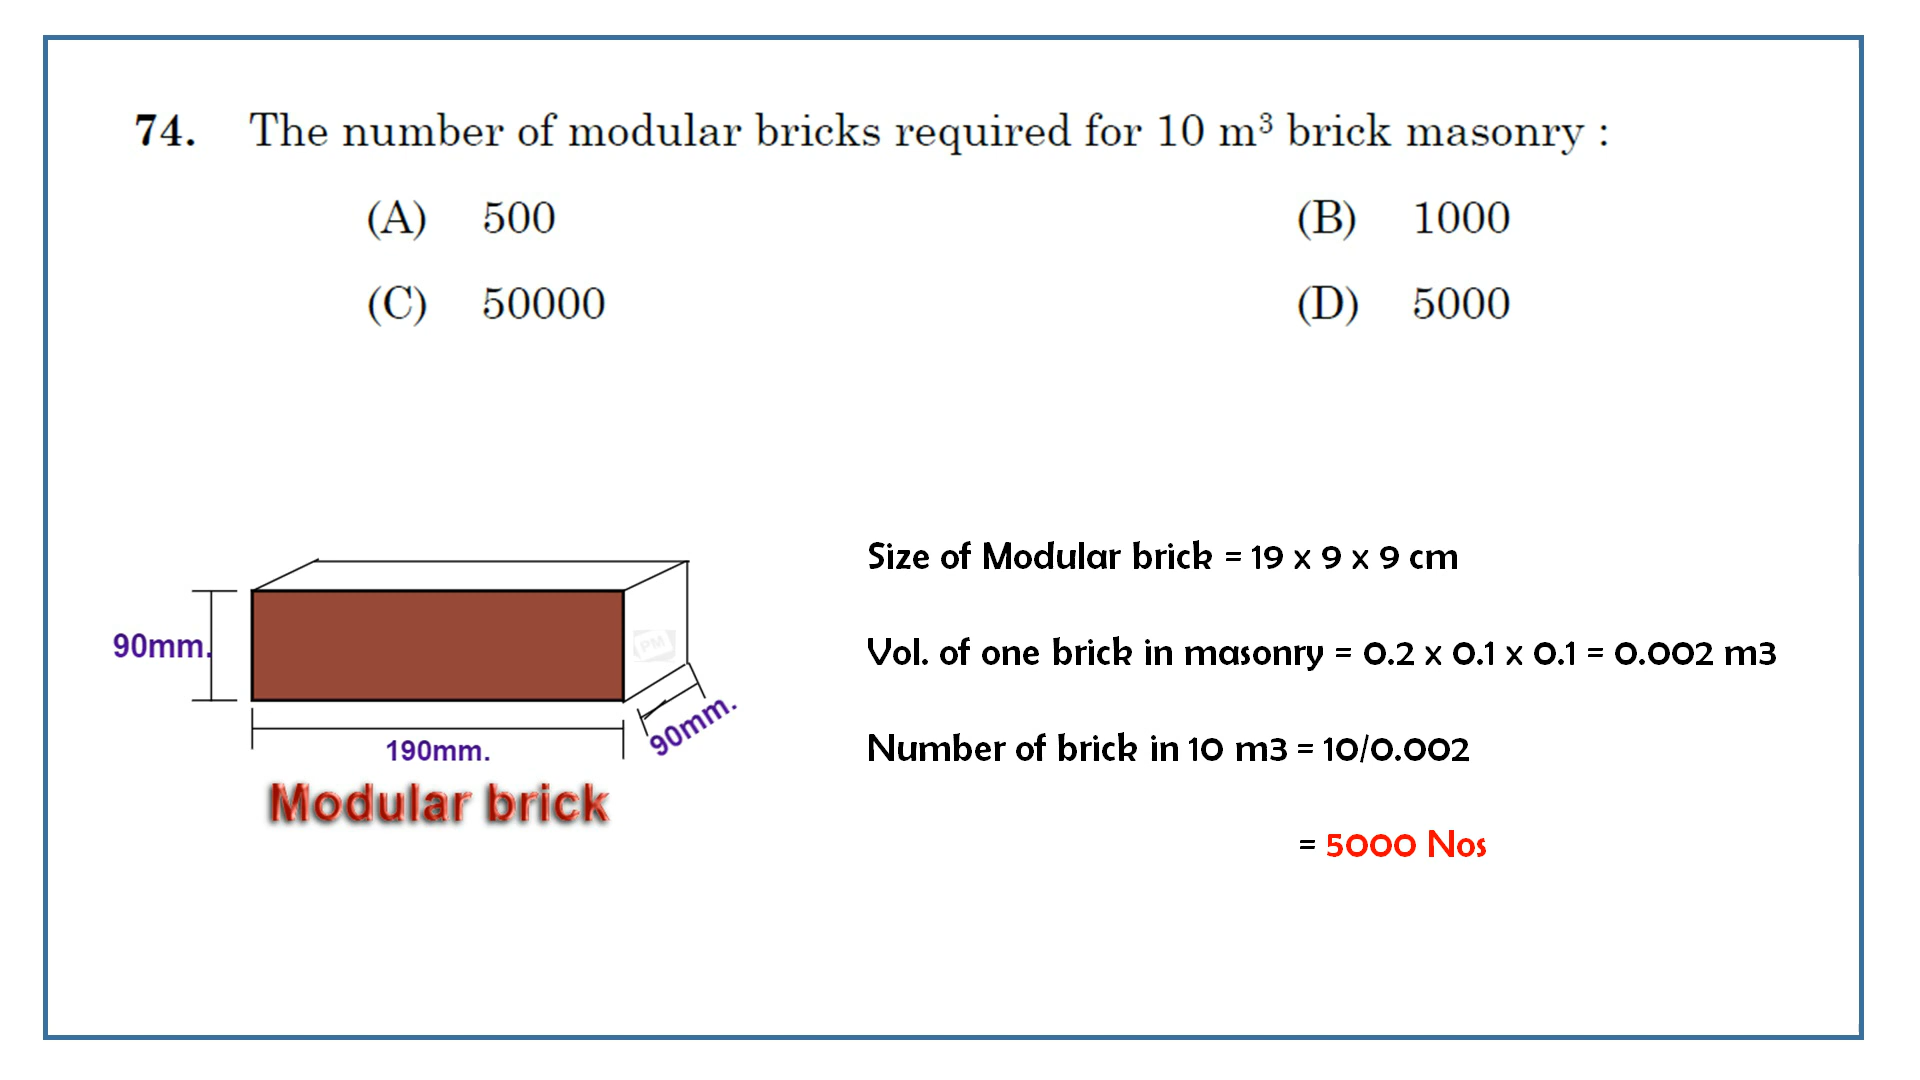 74. The number of modular bricks required for 10 m³ brick masonry :
(A) 500 (B) 1000
(C) 50000 (D) 5000
90mm.
190mm.
90mm.
PM
Modular brick
Size of Modular brick = 19 x 9 x 9 cm
Vol. of one brick in masonry = 0.2 x 0.1 x 0.1 = 0.002 m3
Number of brick in 10 m3 = 10/0.002
= 5000 Nos